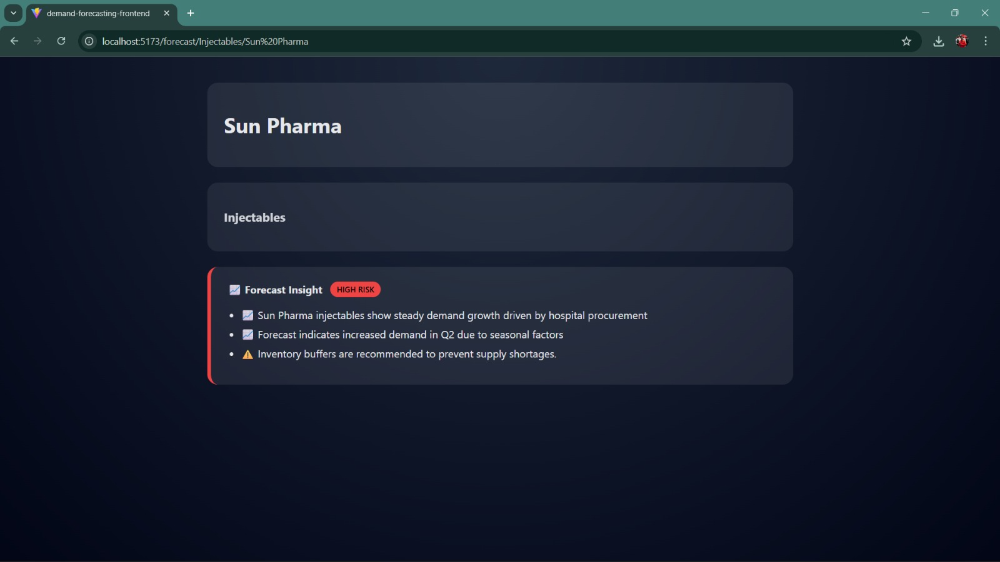 demand-forecasting-frontend
localhost:5173/forecast/Injectables/Sun%20Pharma
Sun Pharma
Injectables
📈 Forecast Insight HIGH RISK
• 📈 Sun Pharma injectables show steady demand growth driven by hospital procurement
• 📈 Forecast indicates increased demand in Q2 due to seasonal factors
• ⚠️ Inventory buffers are recommended to prevent supply shortages.